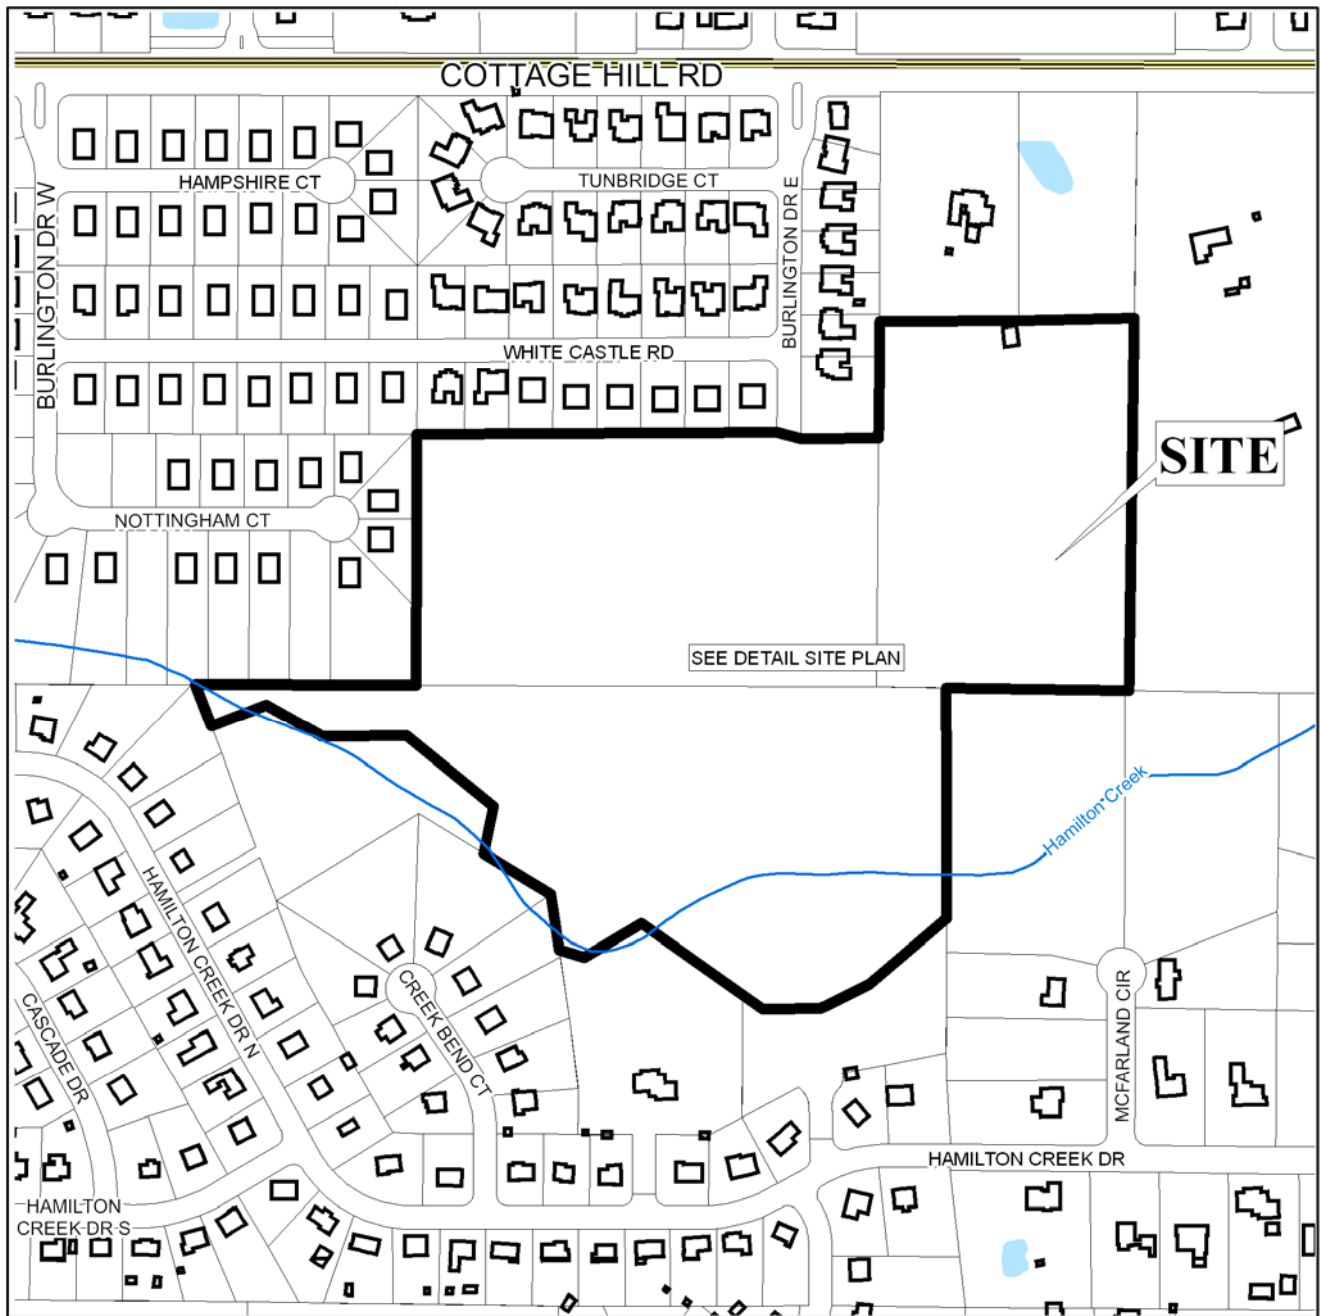 COTTAGE HILL RD
HAMPSHIRE CT
TUNBRIDGE CT
BURLINGTON DR W
BURLINGTON DR E
WHITE CASTLE RD
SITE
NOTTINGHAM CT
SEE DETAIL SITE PLAN
Hamilton Creek
HAMILTON CREEK DR N
CREEK BEND CT
CASCADE DR
MCFARLAND CIR
HAMILTON CREEK DR
HAMILTON
CREEK DR S